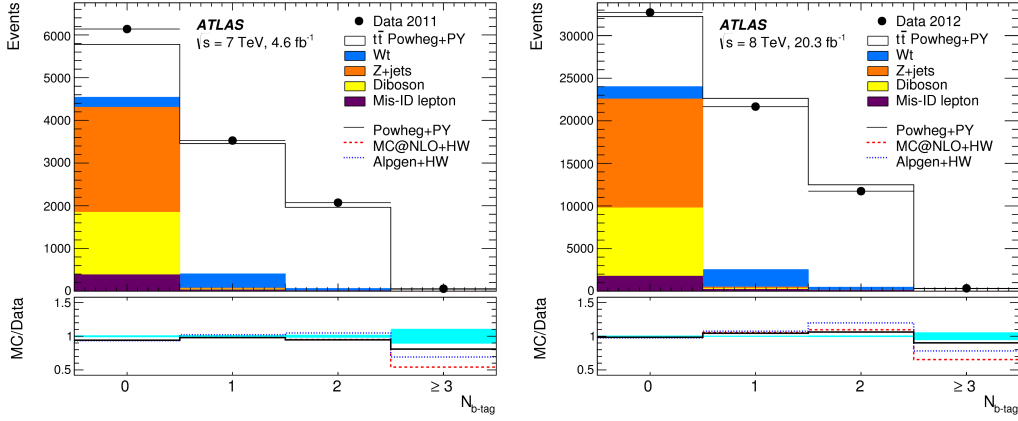 Events
ATLAS
√s = 7 TeV, 4.6 fb⁻¹
Data 2011
tt̄ Powheg+PY
Wt
Z+jets
Diboson
Mis-ID lepton
Powheg+PY
MC@NLO+HW
Alpgen+HW
6000
5000
4000
3000
2000
1000
0
MC/Data
1.5
1
0.5
0 1 2 ≥ 3
N b-tag
Events
ATLAS
√s = 8 TeV, 20.3 fb⁻¹
Data 2012
tt̄ Powheg+PY
Wt
Z+jets
Diboson
Mis-ID lepton
Powheg+PY
MC@NLO+HW
Alpgen+HW
30000
25000
20000
15000
10000
5000
0
MC/Data
1.5
1
0.5
0 1 2 ≥ 3
N b-tag